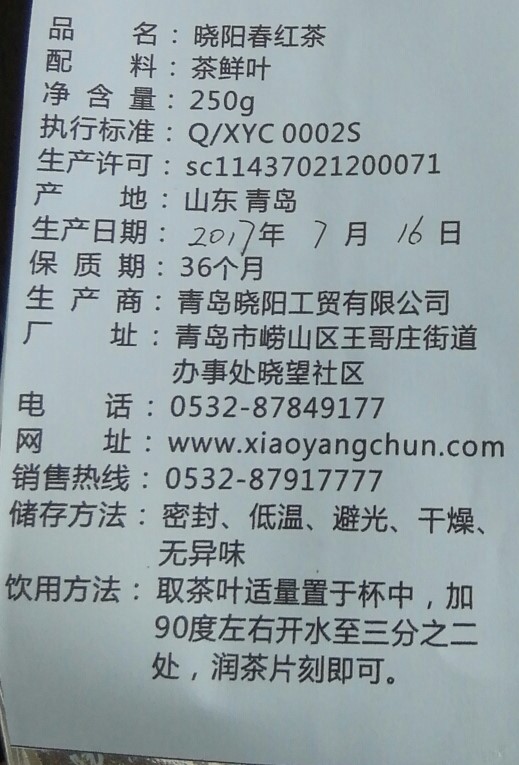 品名：晓阳春红茶
配料：茶鲜叶
净含量：250g
执行标准：Q/XYC 0002S
生产许可：sc11437021200071
产地：山东 青岛
生产日期：2017年 7 月 16 日
保质期：36个月
生产商：青岛晓阳工贸有限公司
厂址：青岛市崂山区王哥庄街道
办事处晓望社区
电话：0532-87849177
网址：www.xiaoyangchun.com
销售热线：0532-87917777
储存方法：密封、低温、避光、干燥、
无异味
饮用方法：取茶叶适量置于杯中，加
90度左右开水至三分之二
处，润茶片刻即可。